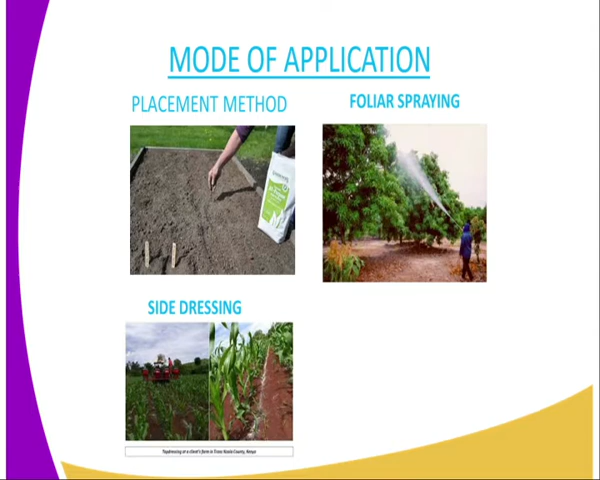 MODE OF APPLICATION
PLACEMENT METHOD
FOLIAR SPRAYING
SIDE DRESSING
Topdressing at a client's farm in Trans Nzoia County, Kenya